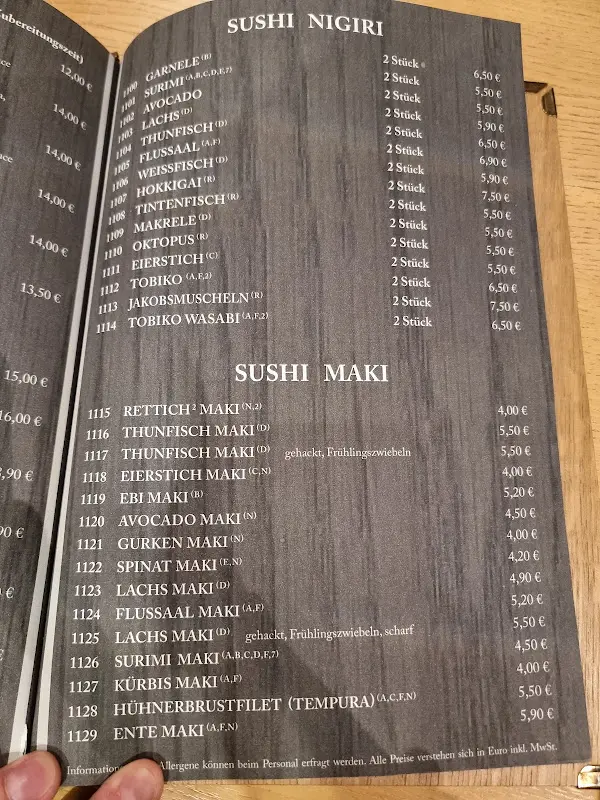 ubereitungszeit)
12,00 €
14,00 €
14,00 €
14,00 €
14,00 €
13,50 €
15,00 €
16,00 €
,90 €
90 €
€
SUSHI NIGIRI
1100 GARNELE (B) 2 Stück 6,50 €
1101 SURIMI (A,B,C,D,E,F,7) 2 Stück 5,50 €
1102 AVOCADO 2 Stück 5,50 €
1103 LACHS (D) 2 Stück 5,90 €
1104 THUNFISCH (D) 2 Stück 6,50 €
1105 FLUSSAAL (A,F) 2 Stück 6,90 €
1106 WEISSFISCH (D) 2 Stück 5,90 €
1107 HOKKIGAI (R) 2 Stück 7,50 €
1108 TINTENFISCH (R) 2 Stück 5,50 €
1109 MAKRELE (D) 2 Stück 5,50 €
1110 OKTOPUS (R) 2 Stück 5,50 €
1111 EIERSTICH (C) 2 Stück 5,50 €
1112 TOBIKO (A,F,2) 2 Stück 6,50 €
1113 JAKOBSMUSCHELN (R) 2 Stück 7,50 €
1114 TOBIKO WASABI (A,F,2) 2 Stück 6,50 €
SUSHI MAKI
1115 RETTICH² MAKI (N,2) 4,00 €
1116 THUNFISCH MAKI (D) 5,50 €
1117 THUNFISCH MAKI (D) gehackt, Frühlingszwiebeln 5,50 €
1118 EIERSTICH MAKI (C,N) 4,00 €
1119 EBI MAKI (B) 5,20 €
1120 AVOCADO MAKI (N) 4,50 €
1121 GURKEN MAKI (N) 4,00 €
1122 SPINAT MAKI (E,N) 4,20 €
1123 LACHS MAKI (D) 4,90 €
1124 FLUSSAAL MAKI (A,F) 5,20 €
1125 LACHS MAKI (D) gehackt, Frühlingszwiebeln, scharf 5,50 €
1126 SURIMI MAKI (A,B,C,D,E,F,7) 4,50 €
1127 KÜRBIS MAKI (A,F) 4,00 €
1128 HÜHNERBRUSTFILET (TEMPURA) (A,C,F,N) 5,50 €
1129 ENTE MAKI (A,F,N) 5,90 €
Information Allergene können beim Personal erfragt werden. Alle Preise verstehen sich in Euro inkl. MwSt.